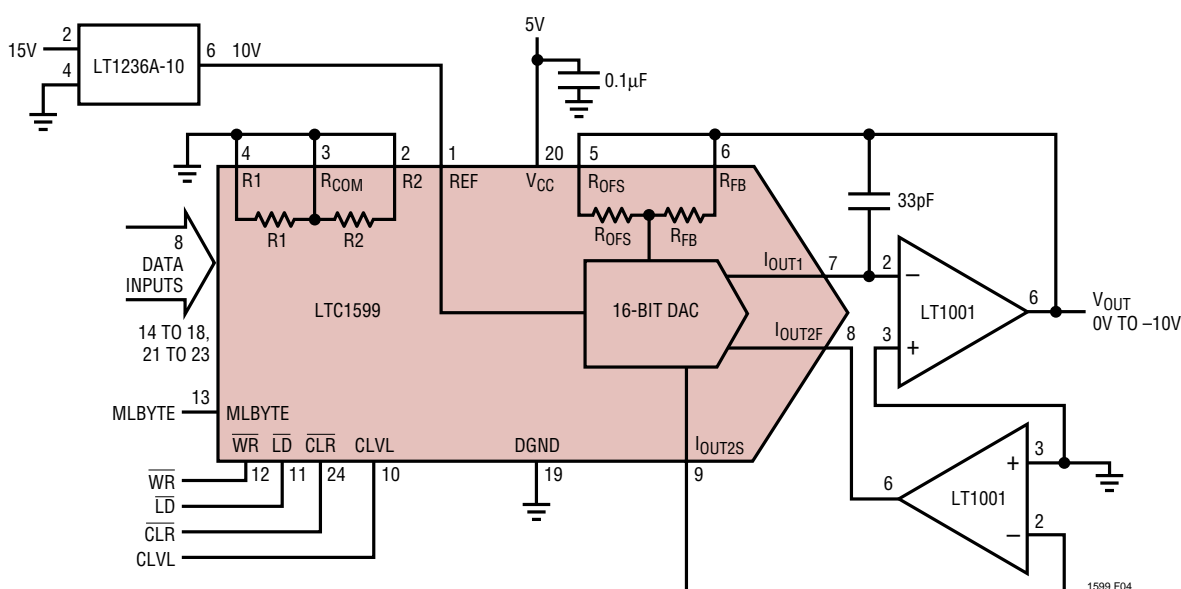 5V
15V
2
4
LT1236A-10
6
10V
0.1μF
4
3
2
1
20
5
6
R1
RCOM
R2
REF
VCC
ROFS
RFB
R1
R2
ROFS
RFB
33pF
8
DATA
INPUTS
14 TO 18,
21 TO 23
LTC1599
16-BIT DAC
IOUT1
7
2
–
LT1001
6
VOUT
0V TO –10V
IOUT2F
8
3
+
MLBYTE
13
MLBYTE
WR
LD
CLR
CLVL
DGND
IOUT2S
12
11
24
10
19
9
WR
LD
CLR
CLVL
6
LT1001
+
3
–
2
1599 F04